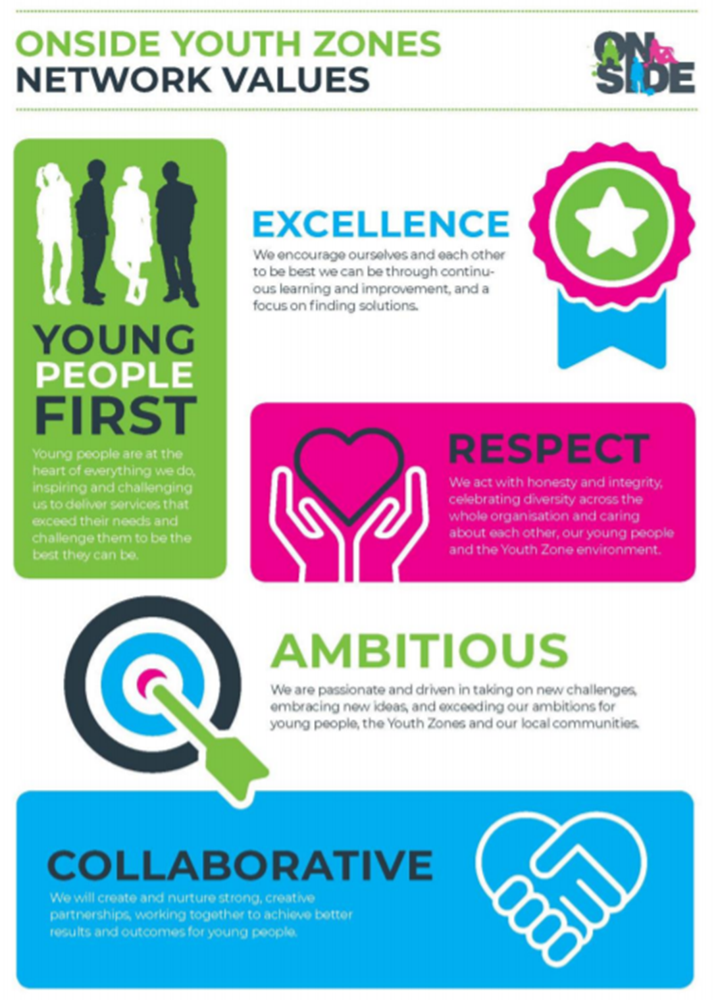 ONSIDE YOUTH ZONES
NETWORK VALUES
ON
SIDE
YOUNG
PEOPLE
FIRST
Young people are at the
heart of everything we do,
inspiring and challenging
us to deliver services that
exceed their needs and
challenge them to be the
best they can be.
EXCELLENCE
We encourage ourselves and each other
to be best we can be through continu-
ous learning and improvement, and a
focus on finding solutions.
RESPECT
We act with honesty and integrity,
celebrating diversity across the
whole organisation and caring
about each other, our young people
and the Youth Zone environment.
AMBITIOUS
We are passionate and driven in taking on new challenges,
embracing new ideas, and exceeding our ambitions for
young people, the Youth Zones and our local communities.
COLLABORATIVE
We will create and nurture strong, creative
partnerships, working together to achieve better
results and outcomes for young people.